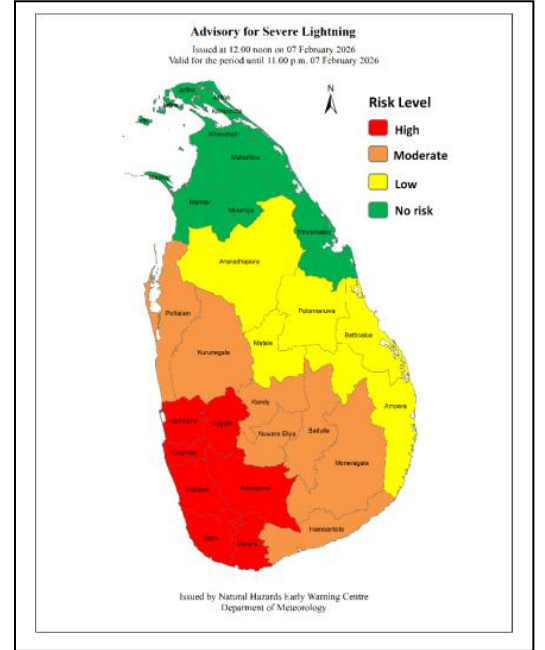 Advisory for Severe Lightning
Issued at 12.00 noon on 07 February 2026
Valid for the period until 11.00 p.m. 07 February 2026
N
Risk Level
High
Moderate
Low
No risk
Jaffna
Kilinochchi
Mullaitivu
Mannar
Mannar
Vavuniya
Trincomalee
Anuradhapura
Puttalam
Polonnaruwa
Batticaloa
Matale
Kurunegala
Ampara
Kandy
Gampaha
Kegalle
Nuwara Eliya
Badulla
Colombo
Monaragala
Kalutara
Ratnapura
Hambantota
Galle
Matara
Issued by Natural Hazards Early Warning Centre
Deparment of Meteorology